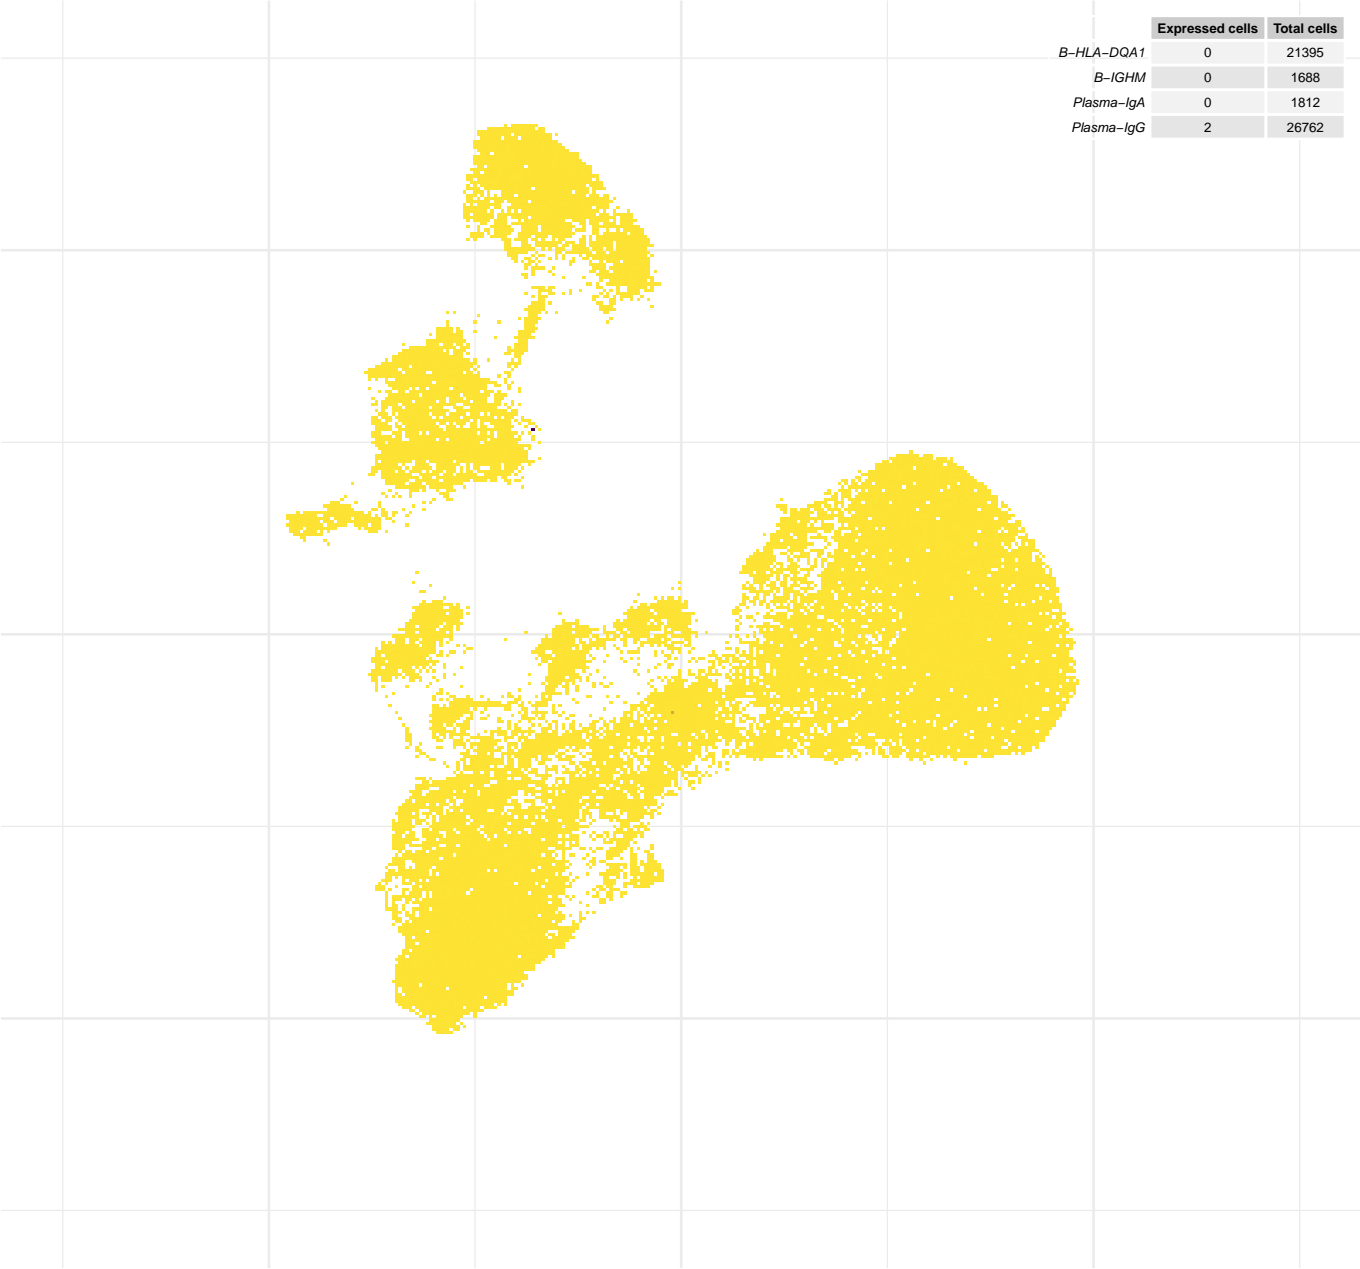 Expressed cells Total cells
B−HLA−DQA1 0 21395
B−IGHM 0 1688
Plasma−IgA 0 1812
Plasma−IgG 2 26762